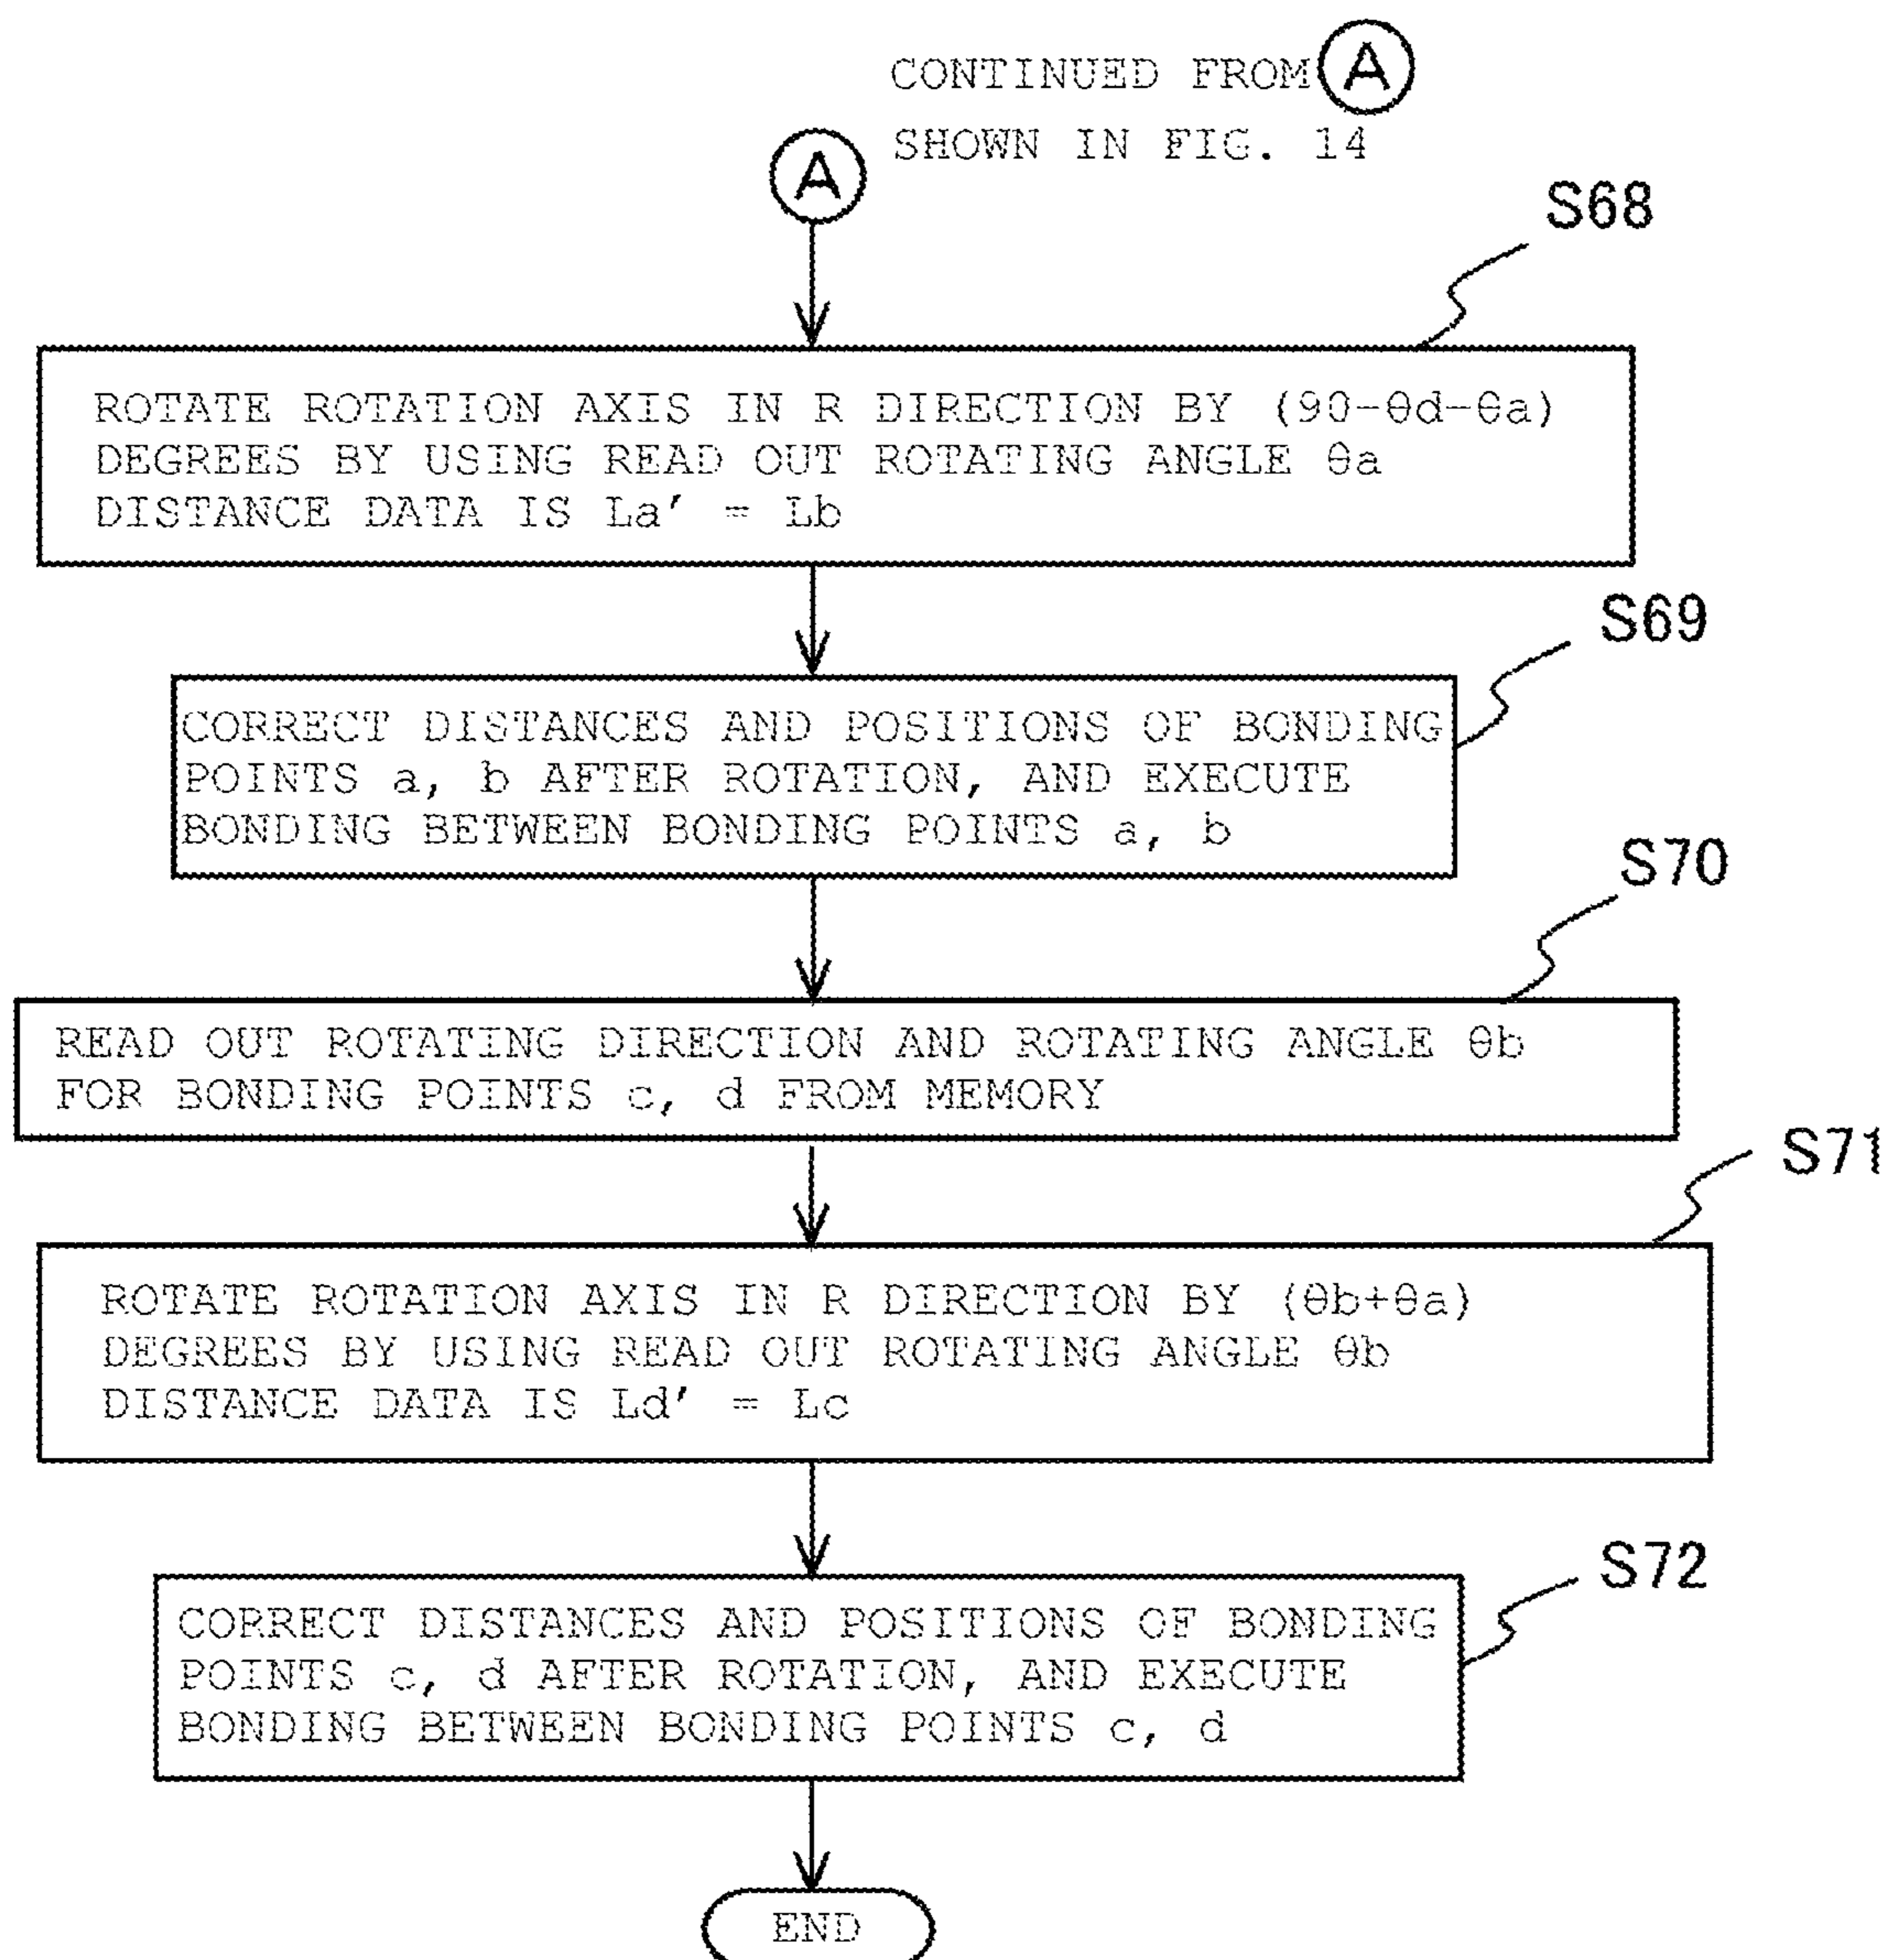 CONTINUED FROM A
SHOWN IN FIG. 14
A
S68
ROTATE ROTATION AXIS IN R DIRECTION BY (90-θd-θa)
DEGREES BY USING READ OUT ROTATING ANGLE θa
DISTANCE DATA IS La' = Lb
S69
CORRECT DISTANCES AND POSITIONS OF BONDING
POINTS a, b AFTER ROTATION, AND EXECUTE
BONDING BETWEEN BONDING POINTS a, b
S70
READ OUT ROTATING DIRECTION AND ROTATING ANGLE θb
FOR BONDING POINTS c, d FROM MEMORY
S71
ROTATE ROTATION AXIS IN R DIRECTION BY (θb+θa)
DEGREES BY USING READ OUT ROTATING ANGLE θb
DISTANCE DATA IS Ld' = Lc
S72
CORRECT DISTANCES AND POSITIONS OF BONDING
POINTS c, d AFTER ROTATION, AND EXECUTE
BONDING BETWEEN BONDING POINTS c, d
END